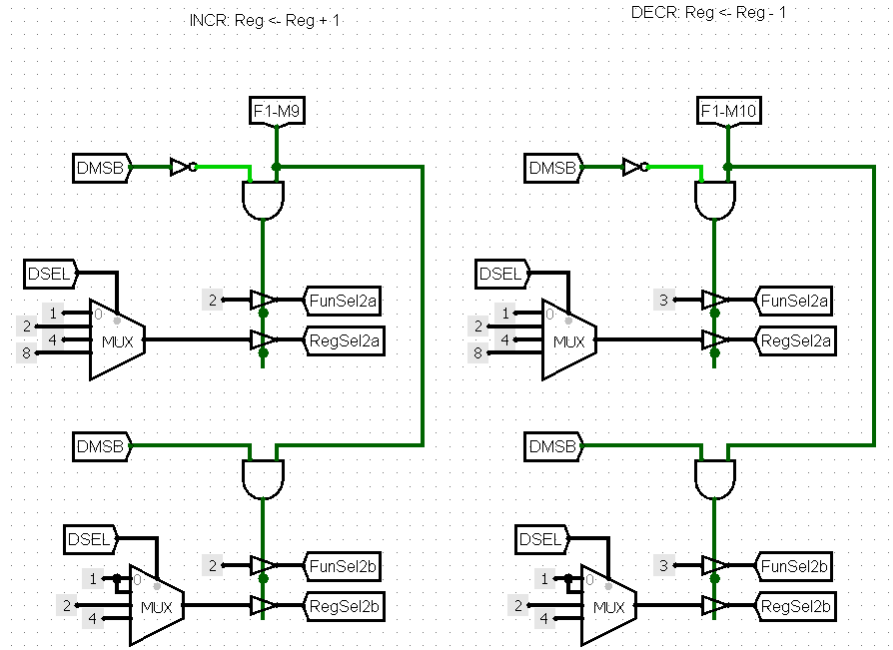 INCR: Reg <- Reg + 1
DECR: Reg <- Reg - 1
F1-M9
F1-M10
DMSB
DMSB
DSEL
DSEL
2
FunSel2a
3
FunSel2a
1
0
2
4
8
MUX
RegSel2a
1
0
2
4
8
MUX
RegSel2a
DMSB
DMSB
DSEL
DSEL
2
FunSel2b
3
FunSel2b
1
0
2
4
MUX
RegSel2b
1
0
2
4
MUX
RegSel2b